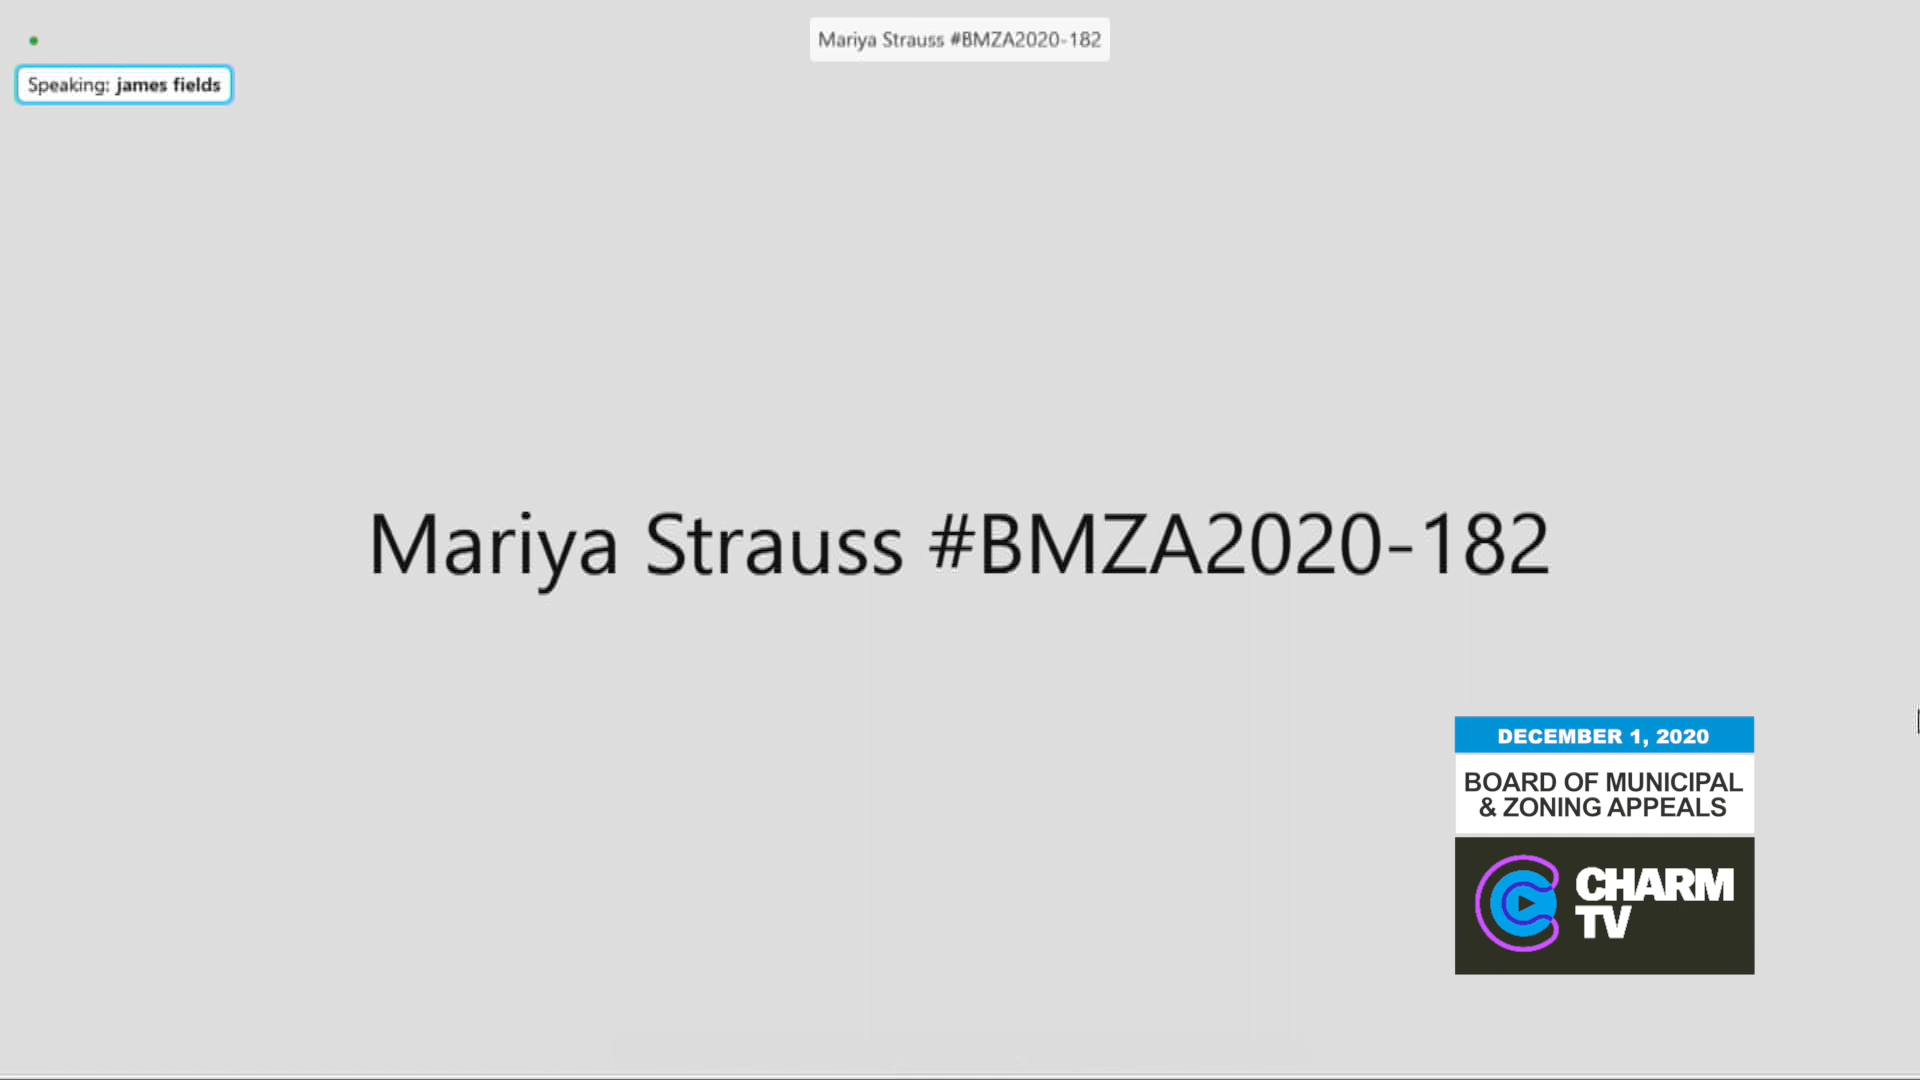 Mariya Strauss #BMZA2020-182
Speaking: james fields
Mariya Strauss #BMZA2020-182
DECEMBER 1, 2020
BOARD OF MUNICIPAL
& ZONING APPEALS
CHARM
TV